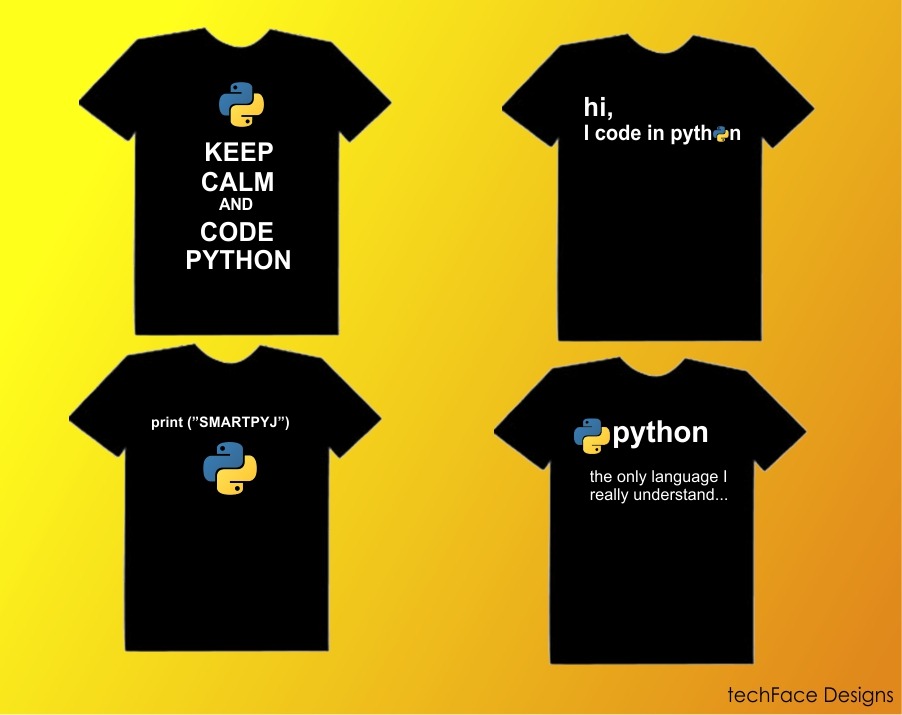 KEEP
CALM
AND
CODE
PYTHON
hi,
I code in pyth n
print (”SMARTPYJ”)
python
the only language I
really understand...
techFace Designs